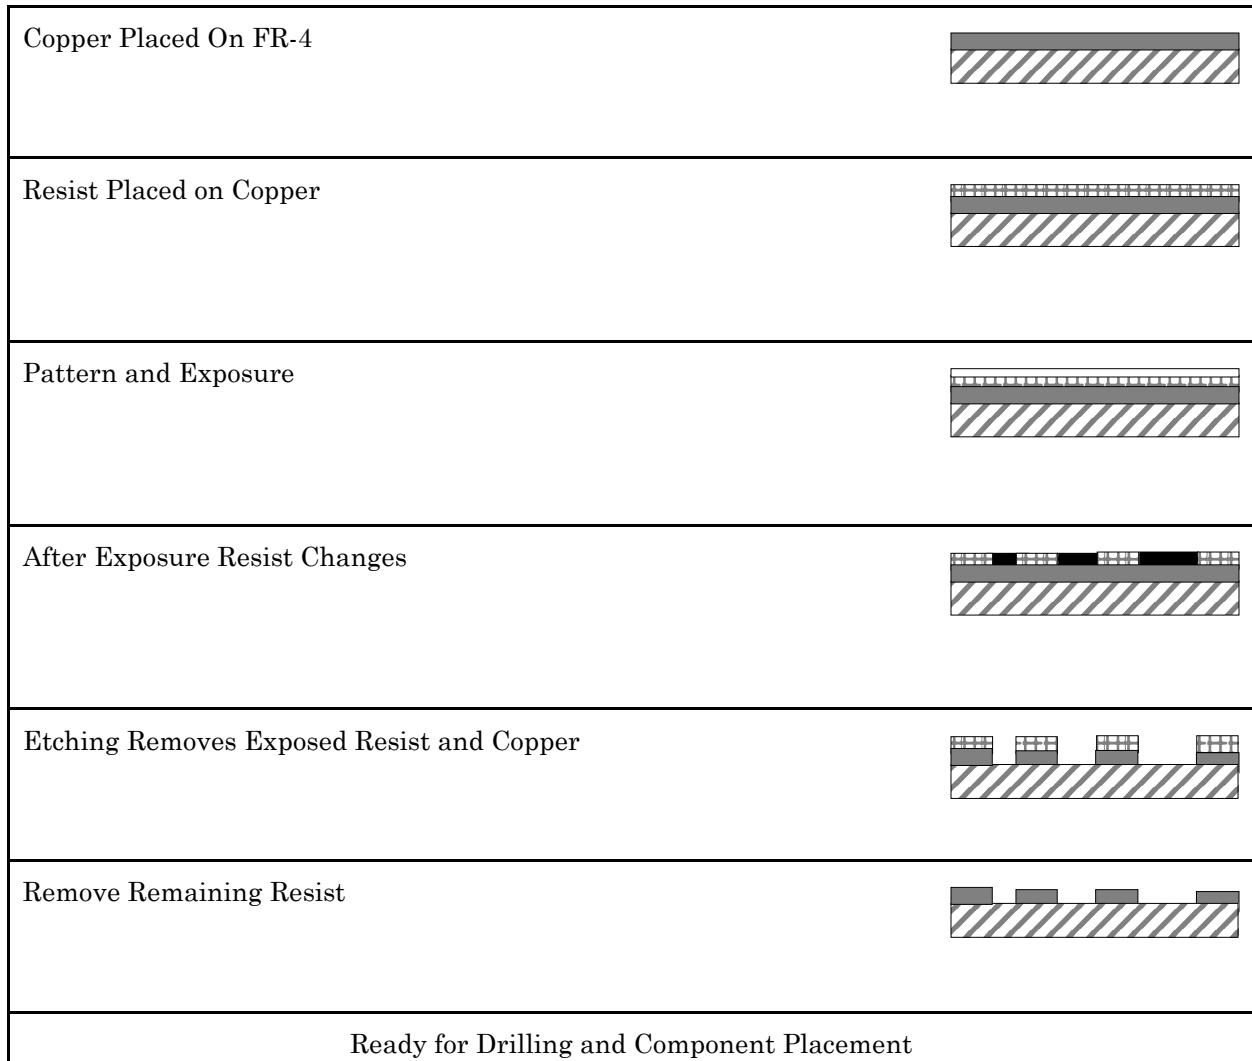 Copper Placed On FR-4
Resist Placed on Copper
Pattern and Exposure
After Exposure Resist Changes
Etching Removes Exposed Resist and Copper
Remove Remaining Resist
Ready for Drilling and Component Placement